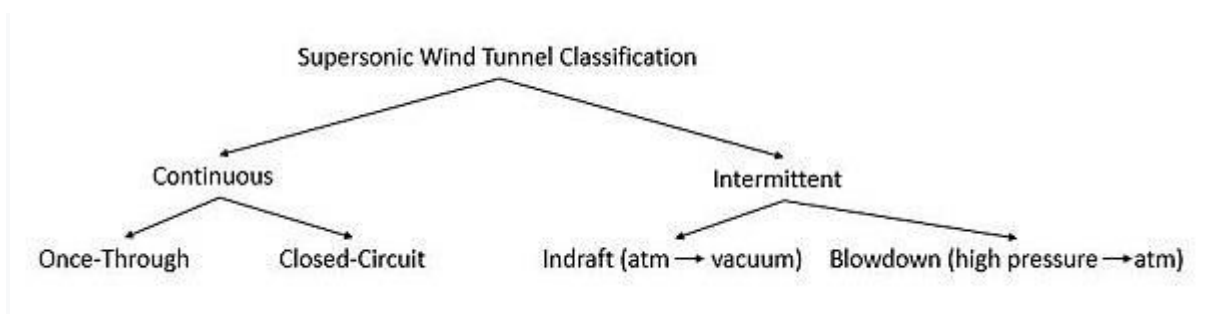 Supersonic Wind Tunnel Classification
Continuous
Intermittent
Once-Through
Closed-Circuit
Indraft (atm → vacuum)
Blowdown (high pressure → atm)